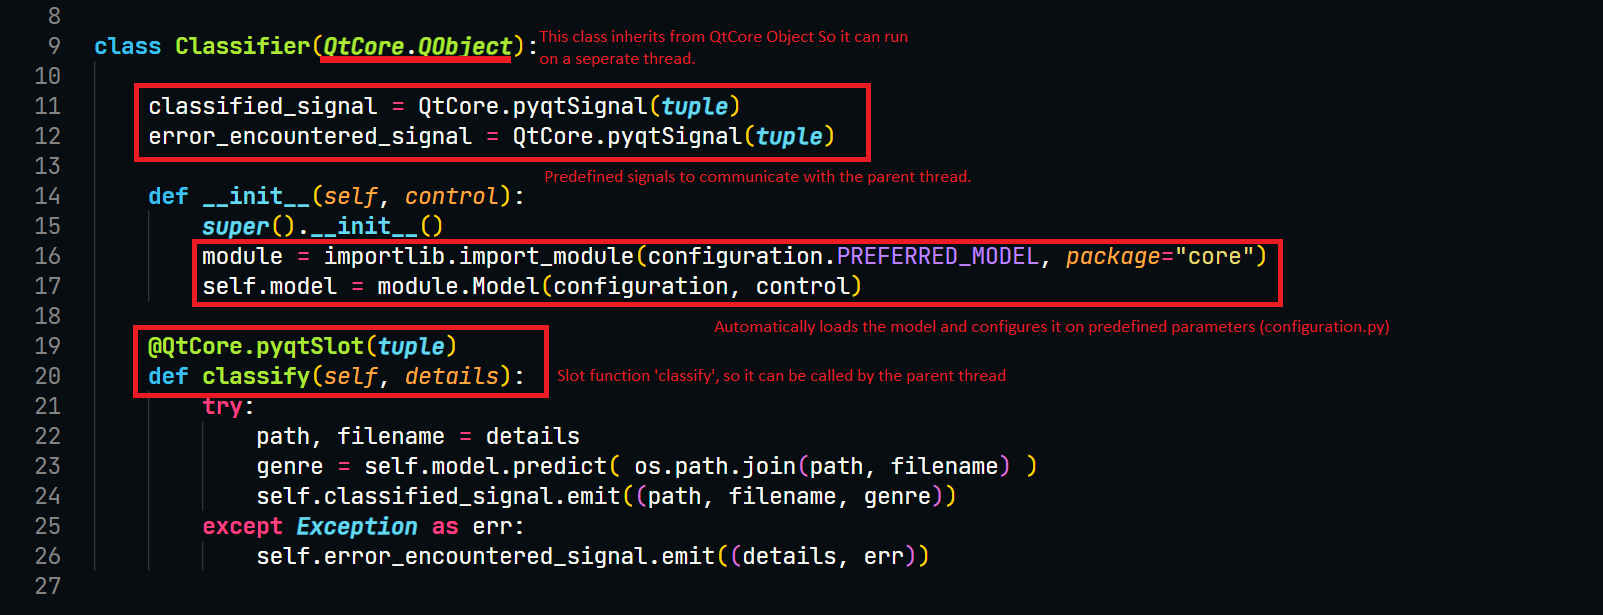 8
9 class Classifier(QtCore.QObject): This class inherits from QtCore Object So it can run
on a seperate thread.
10
11 classified_signal = QtCore.pyqtSignal(tuple)
12 error_encountered_signal = QtCore.pyqtSignal(tuple)
13
Predefined signals to communicate with the parent thread.
14 def __init__(self, control):
15 super().__init__()
16 module = importlib.import_module(configuration.PREFERRED_MODEL, package="core")
17 self.model = module.Model(configuration, control)
18
Automatically loads the model and configures it on predefined parameters (configuration.py)
19 @QtCore.pyqtSlot(tuple)
20 def classify(self, details): Slot function 'classify', so it can be called by the parent thread
21 try:
22 path, filename = details
23 genre = self.model.predict( os.path.join(path, filename) )
24 self.classified_signal.emit((path, filename, genre))
25 except Exception as err:
26 self.error_encountered_signal.emit((details, err))
27